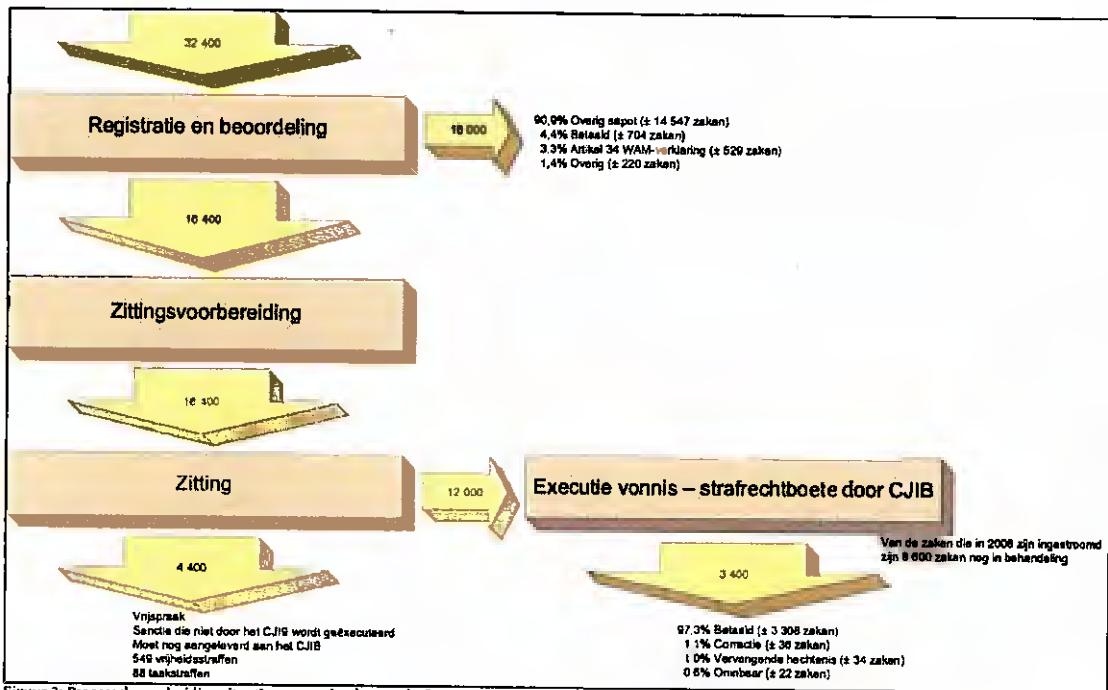 32 400
Registratie en beoordeling
16 000
90,9% Overig sepot (± 14 547 zaken)
4,4% Betaald (± 704 zaken)
3,3% Artikel 34 WAM-verklaring (± 529 zaken)
1,4% Overig (± 220 zaken)
16 400
Zittingsvoorbereiding
16 400
Zitting
12 000
Executie vonnis – strafrechtboete door CJIB
Van de zaken die in 2006 zijn ingestroomd
zijn 8 600 zaken nog in behandeling
4 400
3 400
Vrijspraak
Sanctie die niet door het CJIB wordt geëxecuteerd
Moet nog aangeleverd aan het CJIB
549 vrijheidsstraffen
88 taakstraffen
97,3% Betaald (± 3 308 zaken)
1 1% Correctie (± 36 zaken)
1 0% Vervangende hechtenis (± 34 zaken)
0 6% Oninbaar (± 22 zaken)